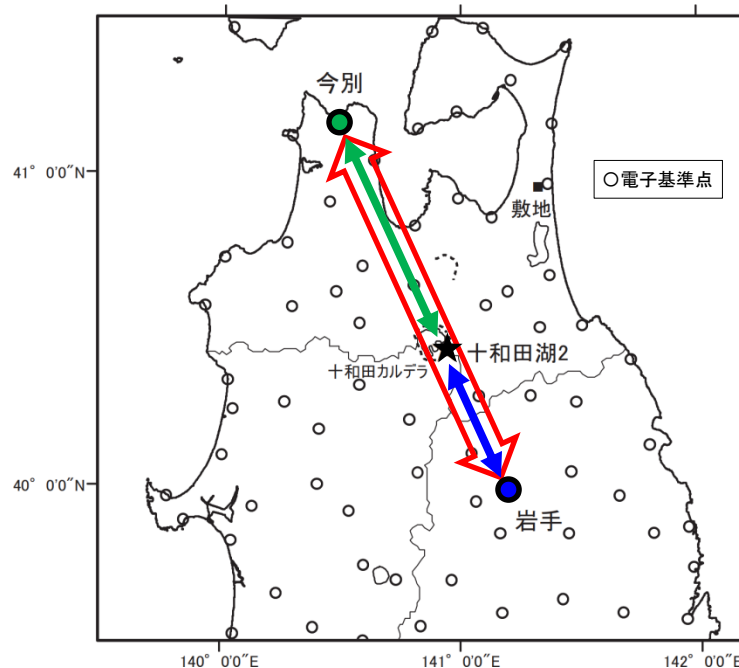 今別
41° 0'0"N
○電子基準点
敷地
十和田湖2
十和田カルデラ
40° 0'0"N
岩手
140° 0'0"E
141° 0'0"E
142° 0'0"E